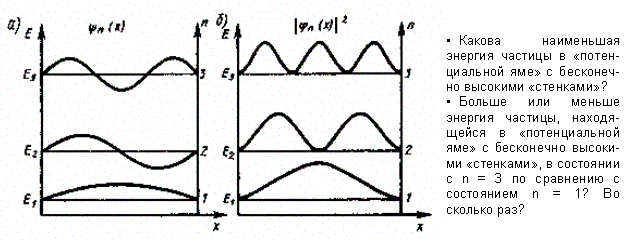 а) E ψn(x) n
E3 3
E2 2
E1 1
x
б) E |ψn(x)|² n
E3 3
E2 2
E1 1
x
▪ Какова наименьшая
энергия частицы в «потен-
циальной яме» с бесконеч-
но высокими «стенками»?
▪ Больше или меньше
энергия частицы, находя-
щейся в «потенциальной
яме» с бесконечно высоки-
ми «стенками», в состоянии
с n = 3 по сравнению с
состоянием n = 1? Во
сколько раз?